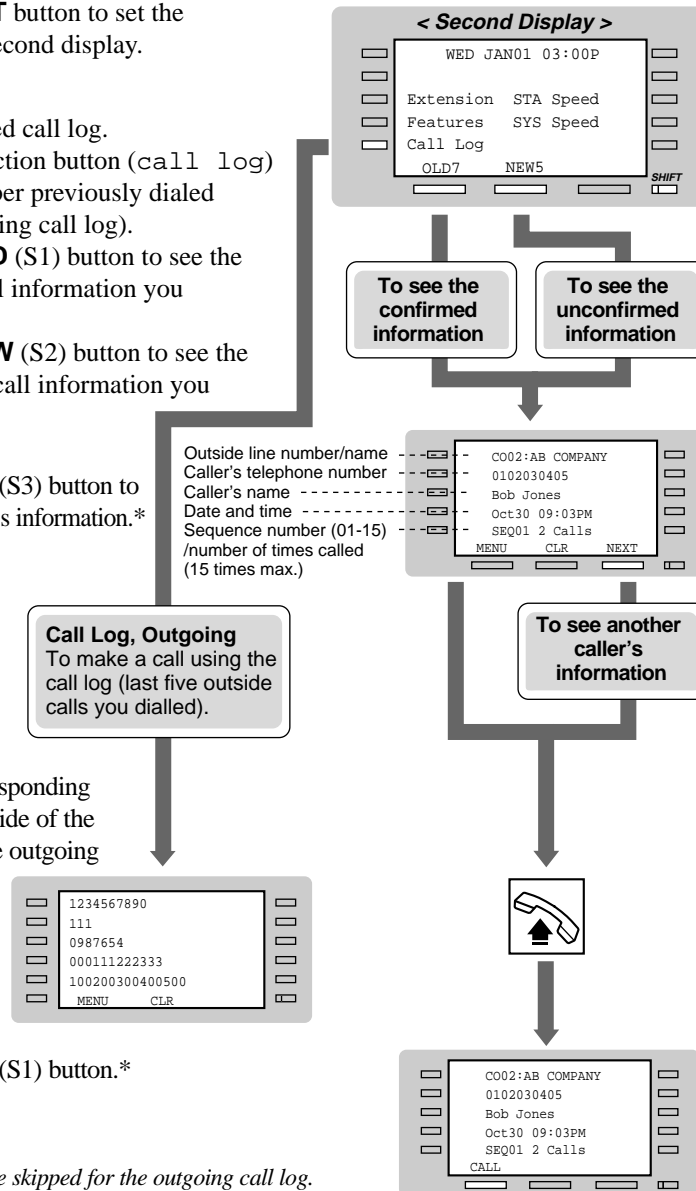 T button to set the
econd display.
ed call log.
ction button (call log)
ber previously dialed
ing call log).
D (S1) button to see the
l information you
W (S2) button to see the
call information you
(S3) button to
s information.*
sponding
ide of the
e outgoing
(S1) button.*
e skipped for the outgoing call log.
< Second Display >
WED JAN01 03:00P
Extension STA Speed
Features SYS Speed
Call Log
OLD7 NEW5
SHIFT
To see the
confirmed
information
To see the
unconfirmed
information
Outside line number/name
Caller's telephone number
Caller's name
Date and time
Sequence number (01-15)
/number of times called
(15 times max.)
CO02:AB COMPANY
0102030405
Bob Jones
Oct30 09:03PM
SEQ01 2 Calls
MENU CLR NEXT
Call Log, Outgoing
To make a call using the
call log (last five outside
calls you dialled).
To see another
caller's
information
1234567890
111
0987654
000111222333
100200300400500
MENU CLR
CO02:AB COMPANY
0102030405
Bob Jones
Oct30 09:03PM
SEQ01 2 Calls
CALL